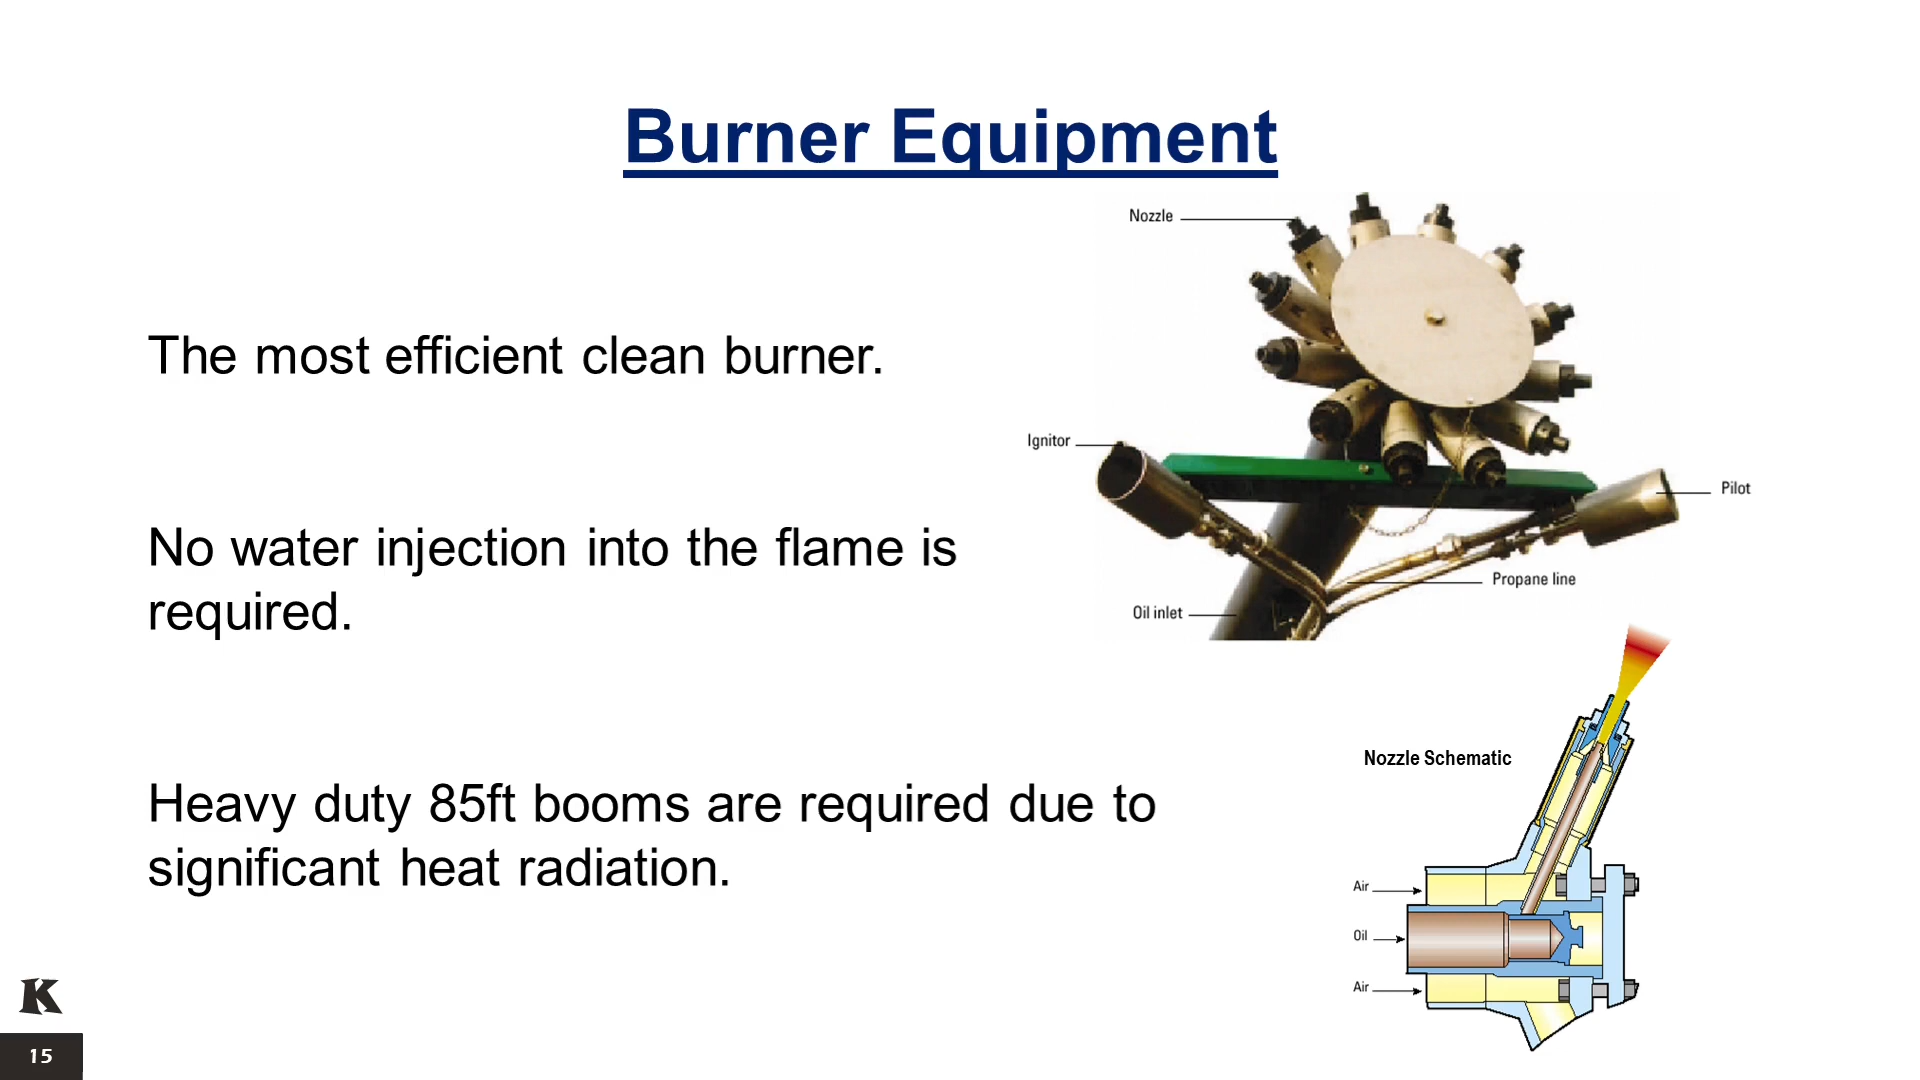 Burner Equipment
Nozzle
The most efficient clean burner.
Ignitor
Pilot
No water injection into the flame is
required.
Propane line
Oil inlet
Nozzle Schematic
Heavy duty 85ft booms are required due to
significant heat radiation.
Air
Oil
Air
K
15